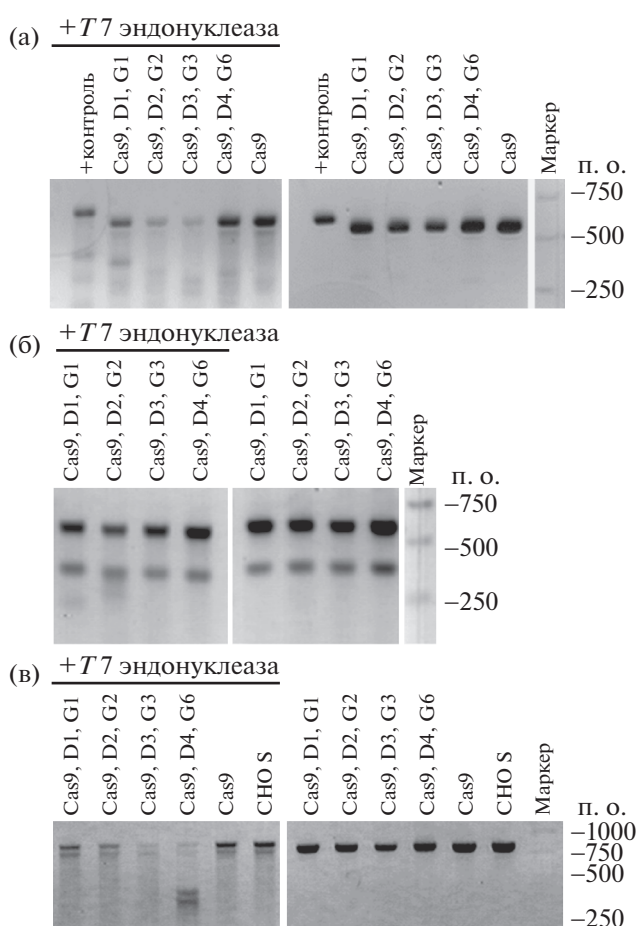 (а)
+T7 эндонуклеаза
+контроль
Cas9, D1, G1
Cas9, D2, G2
Cas9, D3, G3
Cas9, D4, G6
Cas9
+контроль
Cas9, D1, G1
Cas9, D2, G2
Cas9, D3, G3
Cas9, D4, G6
Cas9
Маркер
п. о.
–750
–500
–250
(б)
+T7 эндонуклеаза
Cas9, D1, G1
Cas9, D2, G2
Cas9, D3, G3
Cas9, D4, G6
Cas9, D1, G1
Cas9, D2, G2
Cas9, D3, G3
Cas9, D4, G6
Маркер
п. о.
–750
–500
–250
(в)
+T7 эндонуклеаза
Cas9, D1, G1
Cas9, D2, G2
Cas9, D3, G3
Cas9, D4, G6
Cas9
CHO S
Cas9, D1, G1
Cas9, D2, G2
Cas9, D3, G3
Cas9, D4, G6
Cas9
CHO S
Маркер
п. о.
–1000
–750
–500
–250